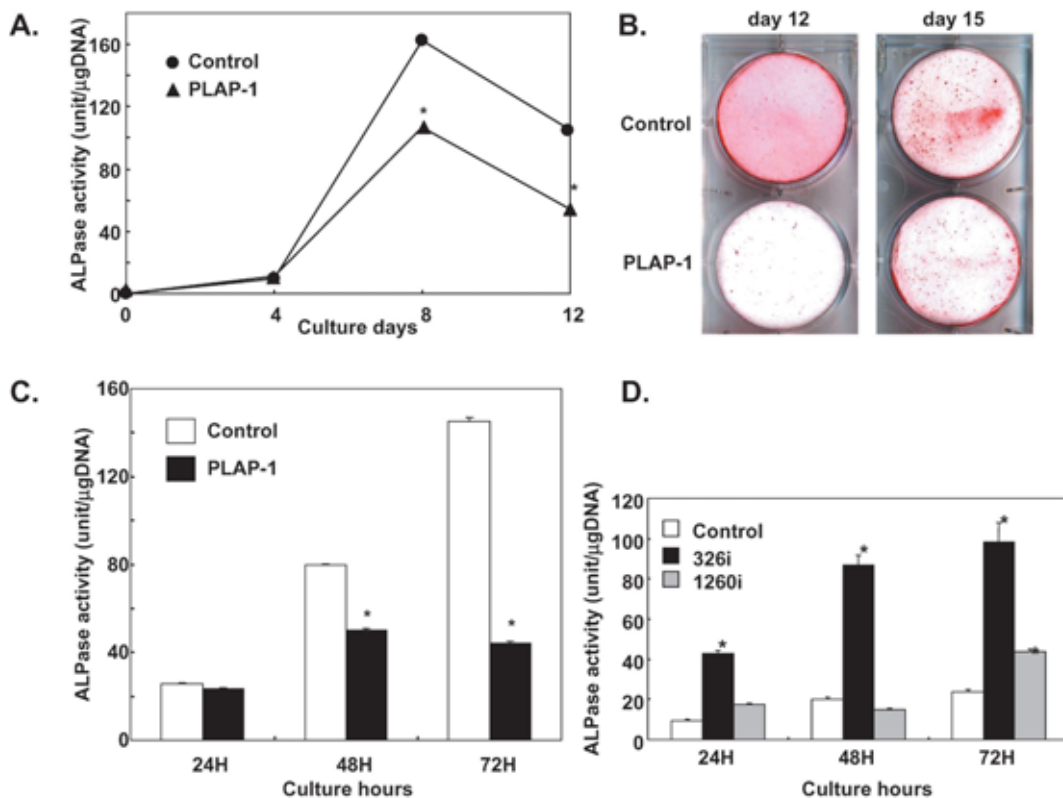 A.
ALPase activity (unit/µgDNA)
160
120
80
40
0
Control
PLAP-1
*
*
0 4 8 12
Culture days
B.
day 12 day 15
Control
PLAP-1
C.
ALPase activity (unit/µgDNA)
160
120
80
40
0
Control
PLAP-1
*
*
24H 48H 72H
Culture hours
D.
ALPase activity (unit/µgDNA)
120
100
80
60
40
20
0
Control
326i
1260i
*
*
*
*
24H 48H 72H
Culture hours